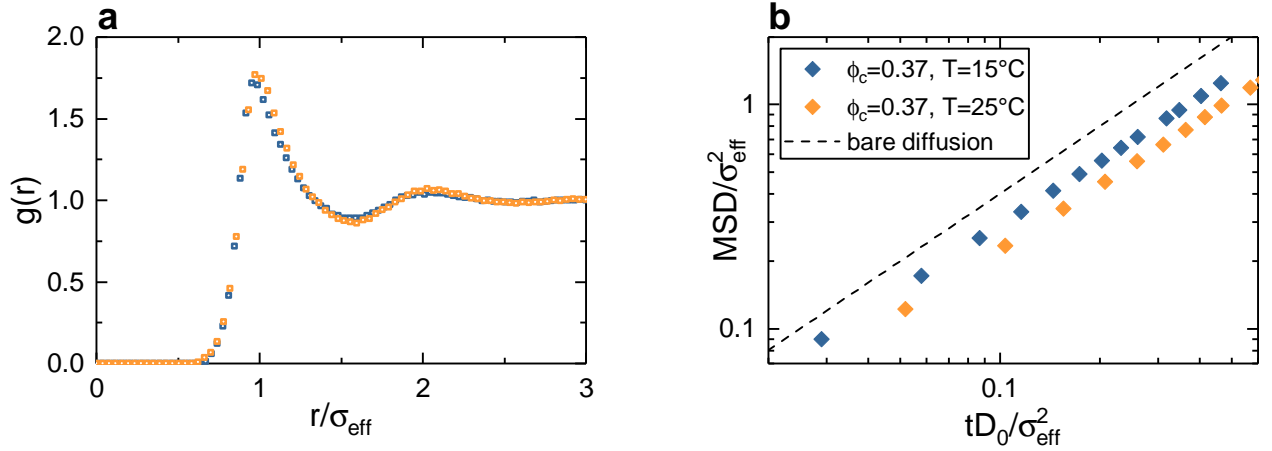 a
2.0
1.5
1.0
0.5
0.0
g(r)
0
1
2
3
r/σeff
b
ϕc=0.37, T=15°C
ϕc=0.37, T=25°C
bare diffusion
1
0.1
MSD/σ²eff
0.1
tD₀/σ²eff